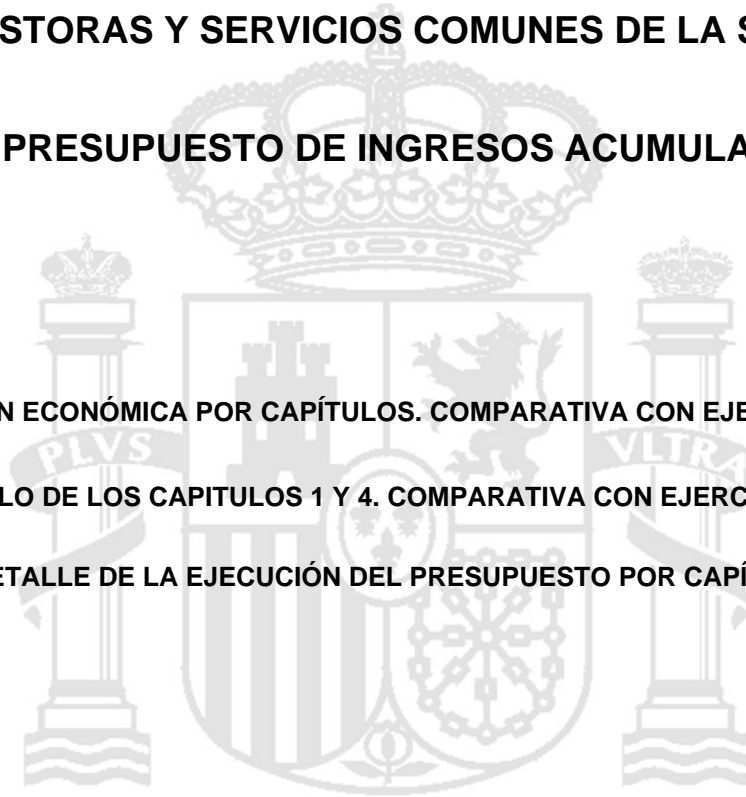 STORAS Y SERVICIOS COMUNES DE LA S
PRESUPUESTO DE INGRESOS ACUMULA
N ECONÓMICA POR CAPÍTULOS. COMPARATIVA CON EJE
PLVS VLTRA
LO DE LOS CAPITULOS 1 Y 4. COMPARATIVA CON EJERC
ETALLE DE LA EJECUCIÓN DEL PRESUPUESTO POR CAPÍ